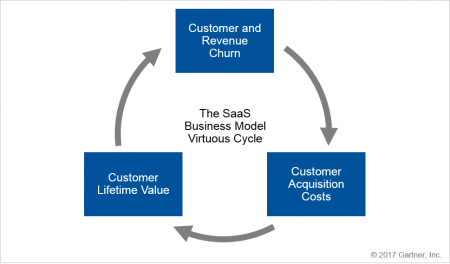 Customer and
Revenue
Churn
The SaaS
Business Model
Virtuous Cycle
Customer
Lifetime Value
Customer
Acquisition
Costs
© 2017 Gartner, Inc.